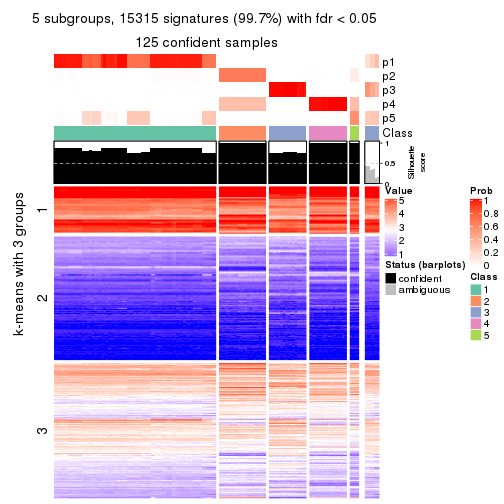 5 subgroups, 15315 signatures (99.7%) with fdr < 0.05
125 confident samples
p1
p2
p3
p4
p5
Class
1
0.5
0
Silhouette
score
k-means with 3 groups
1
2
3
Value
5
4
3
2
1
Status (barplots)
confident
ambiguous
Prob
1
0.8
0.6
0.4
0.2
0
Class
1
2
3
4
5